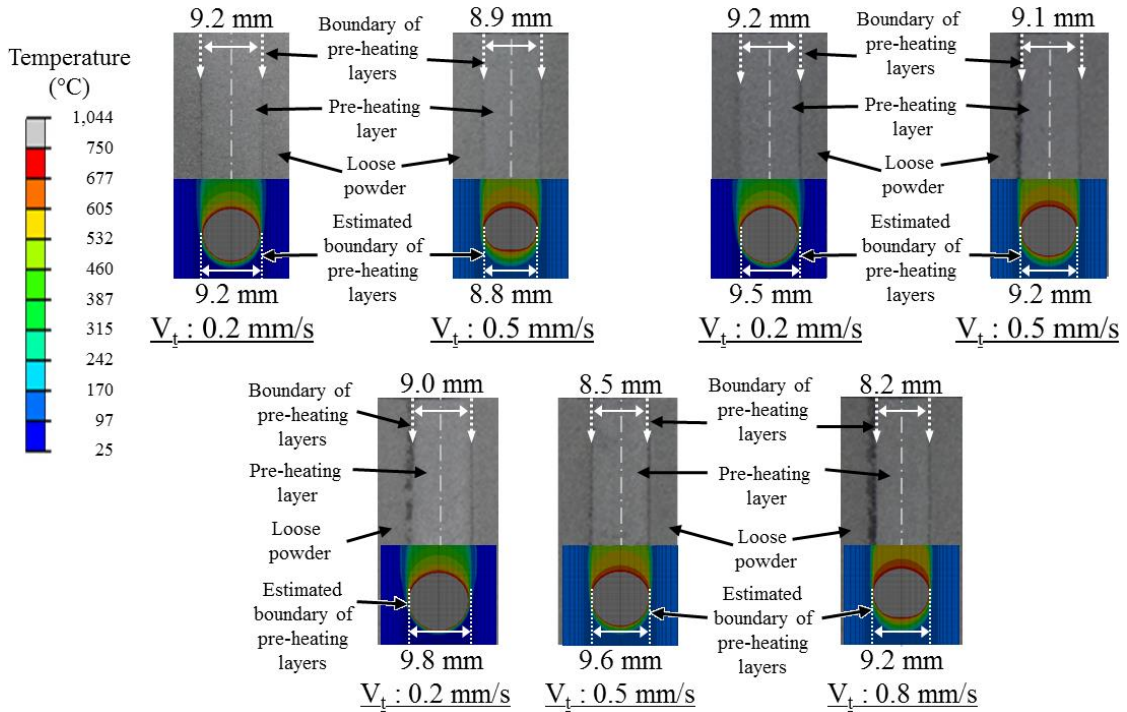 9.2 mm
8.9 mm
Boundary of
pre-heating
layers
Pre-heating
layer
Loose
powder
Estimated
boundary of
pre-heating
layers
9.2 mm
8.8 mm
V_t : 0.2 mm/s
V_t : 0.5 mm/s
Temperature
(°C)
1,044
750
677
605
532
460
387
315
242
170
97
25
9.2 mm
9.1 mm
Boundary of
pre-heating
layers
Pre-heating
layer
Loose
powder
Estimated
boundary of
pre-heating
layers
9.5 mm
9.2 mm
V_t : 0.2 mm/s
V_t : 0.5 mm/s
9.0 mm
8.5 mm
8.2 mm
Boundary of
pre-heating
layers
Pre-heating
layer
Loose
powder
Estimated
boundary of
pre-heating
layers
Boundary of
pre-heating
layers
Pre-heating
layer
Loose
powder
Estimated
boundary of
pre-heating
layers
9.8 mm
9.6 mm
9.2 mm
V_t : 0.2 mm/s
V_t : 0.5 mm/s
V_t : 0.8 mm/s